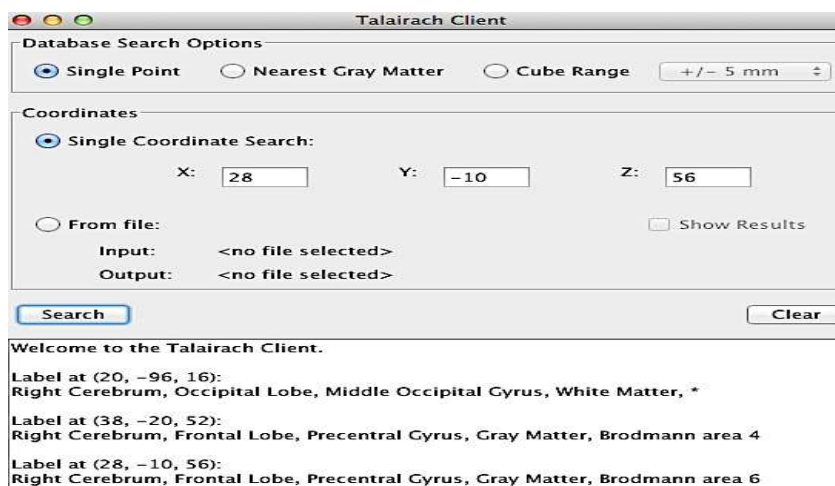 Talairach Client
Database Search Options
Single Point Nearest Gray Matter Cube Range +/- 5 mm
Coordinates
Single Coordinate Search:
X: 28 Y: -10 Z: 56
From file: Show Results
Input: <no file selected>
Output: <no file selected>
Search Clear
Welcome to the Talairach Client.
Label at (20, -96, 16):
Right Cerebrum, Occipital Lobe, Middle Occipital Gyrus, White Matter, *
Label at (38, -20, 52):
Right Cerebrum, Frontal Lobe, Precentral Gyrus, Gray Matter, Brodmann area 4
Label at (28, -10, 56):
Right Cerebrum, Frontal Lobe, Precentral Gyrus, Gray Matter, Brodmann area 6